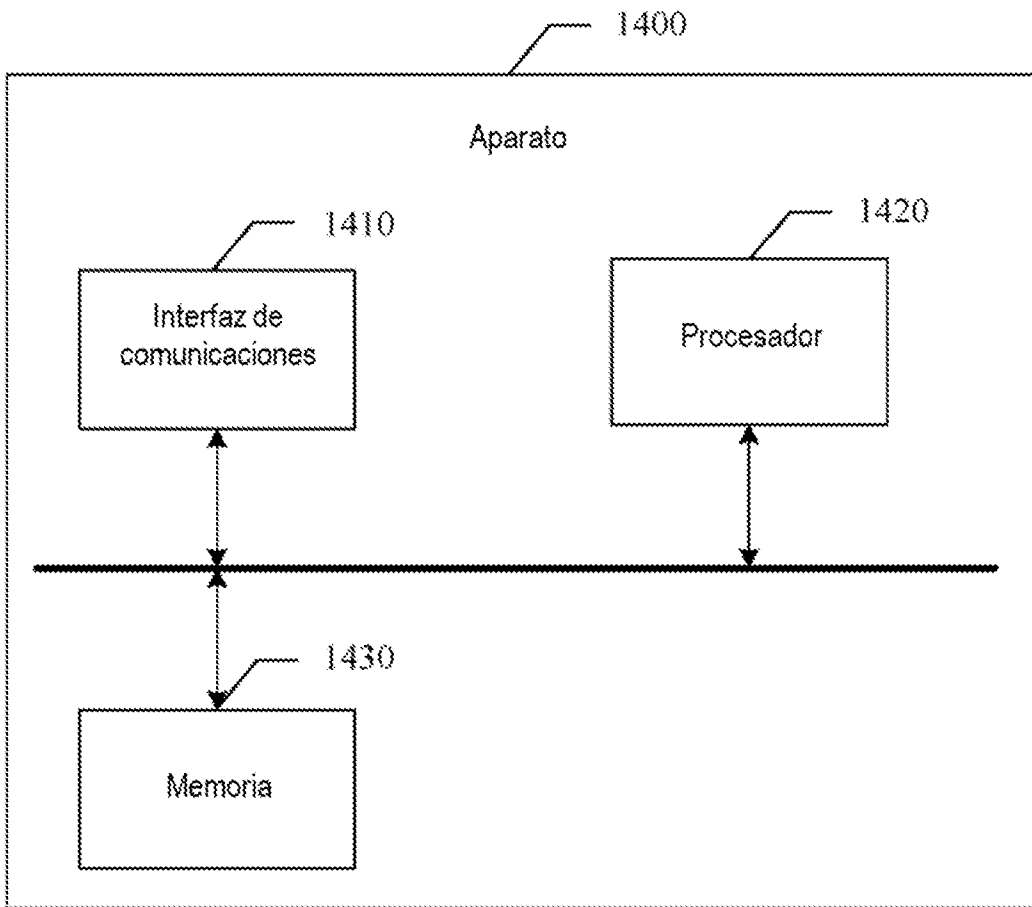 1400
Aparato
1410
1420
Interfaz de
comunicaciones
Procesador
1430
Memoria